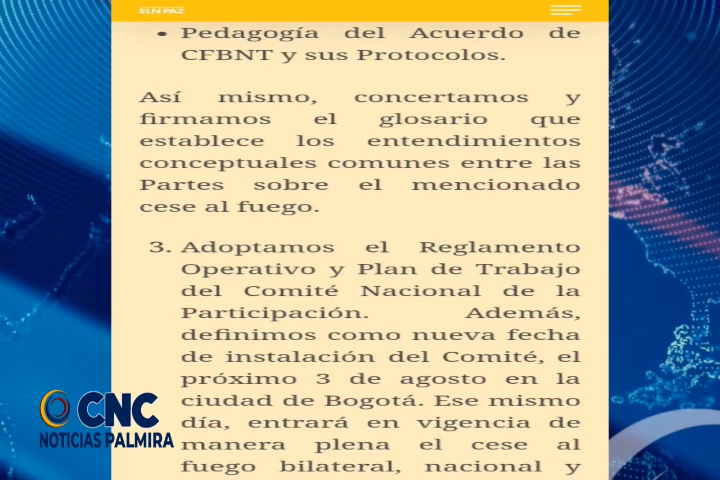 ELN PAZ
• Pedagogía del Acuerdo de
CFBNT y sus Protocolos.
Así mismo, concertamos y
firmamos el glosario que
establece los entendimientos
conceptuales comunes entre las
Partes sobre el mencionado
cese al fuego.
3. Adoptamos el Reglamento
Operativo y Plan de Trabajo
del Comité Nacional de la
Participación. Además,
definimos como nueva fecha
de instalación del Comité, el
próximo 3 de agosto en la
ciudad de Bogotá. Ese mismo
día, entrará en vigencia de
manera plena el cese al
fuego bilateral, nacional y
CNC
NOTICIAS PALMIRA